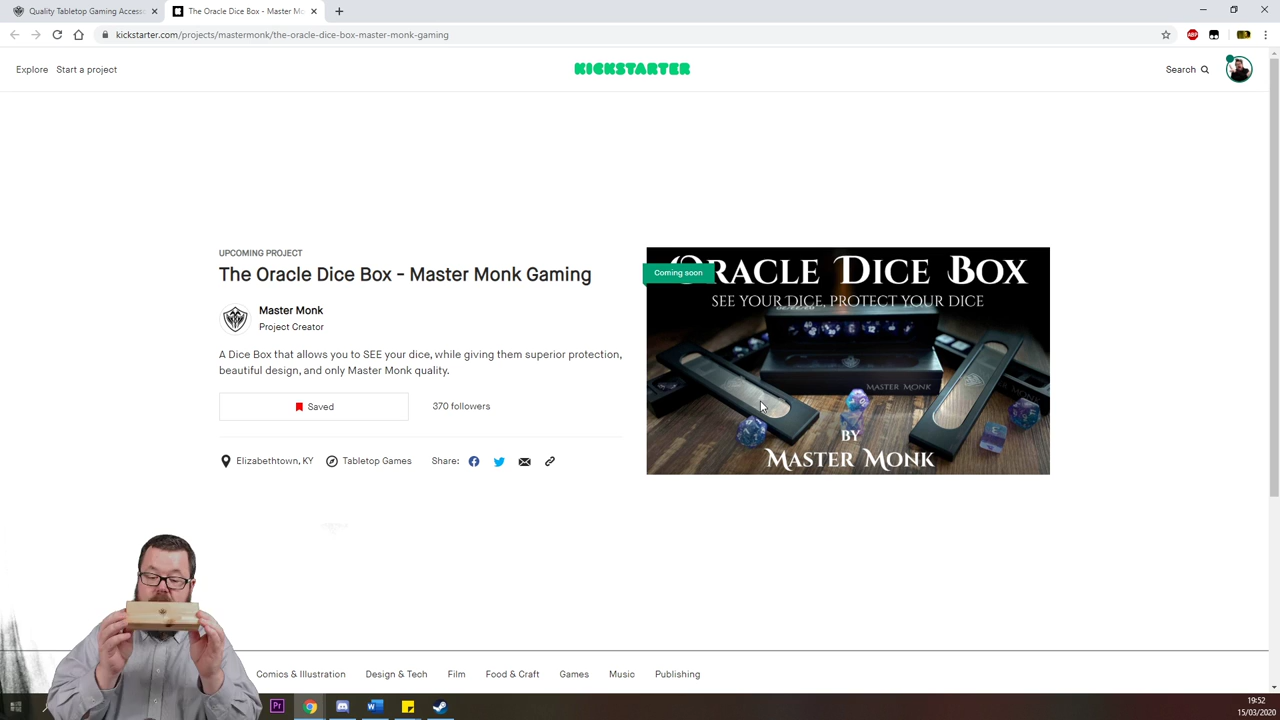 Quality Tabletop Gaming Access
The Oracle Dice Box - Master Mo
kickstarter.com/projects/mastermonk/the-oracle-dice-box-master-monk-gaming
ABP
Explore
Start a project
KICKSTARTER
Search
UPCOMING PROJECT
The Oracle Dice Box - Master Monk Gaming
Master Monk
Project Creator
A Dice Box that allows you to SEE your dice, while giving them superior protection,
beautiful design, and only Master Monk quality.
Saved
370 followers
Elizabethtown, KY
Tabletop Games
Share:
Coming soon
ORACLE DICE BOX
SEE YOUR DICE, PROTECT YOUR DICE
MASTER MONK
BY
MASTER MONK
Comics & Illustration
Design & Tech
Film
Food & Craft
Games
Music
Publishing
Pr
19:52
15/03/2020